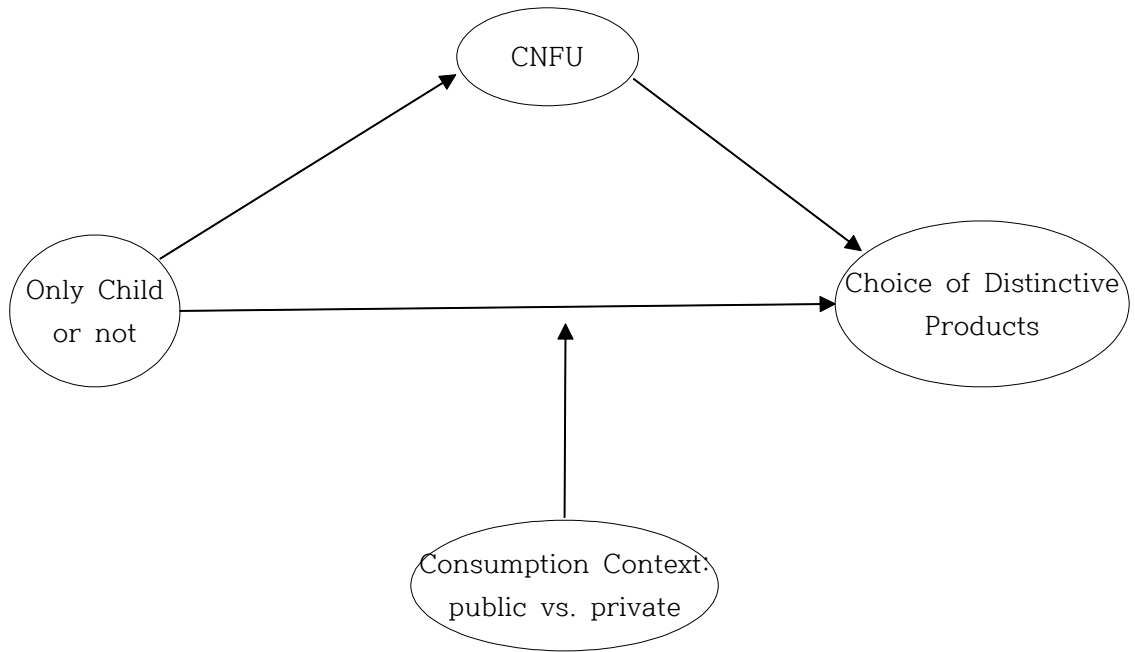 CNFU
Only Child
or not
Choice of Distinctive
Products
Consumption Context:
public vs. private